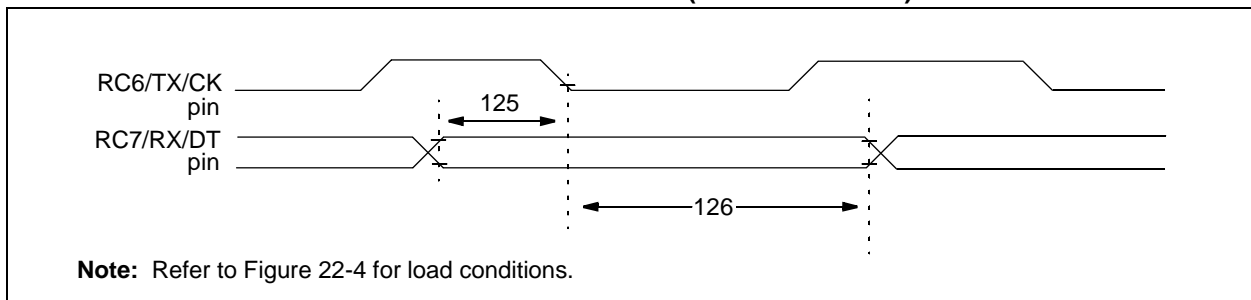 RC6/TX/CK
pin
125
RC7/RX/DT
pin
126
Note: Refer to Figure 22-4 for load conditions.